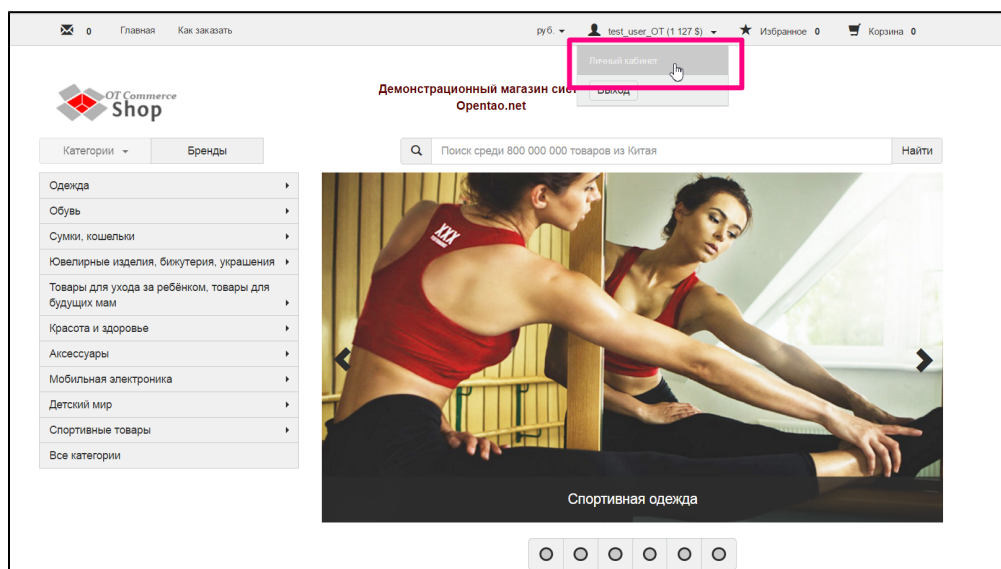 0 Главная Как заказать руб. test_user_OT (1 127 $) Избранное 0 Корзина 0
Личный кабинет
Выход
OT Commerce
Shop
Демонстрационный магазин сист
Opentao.net
Категории Бренды Поиск среди 800 000 000 товаров из Китая Найти
Одежда
Обувь
Сумки, кошельки
Ювелирные изделия, бижутерия, украшения
Товары для ухода за ребёнком, товары для
будущих мам
Красота и здоровье
Аксессуары
Мобильная электроника
Детский мир
Спортивные товары
Все категории
XXX
Спортивная одежда